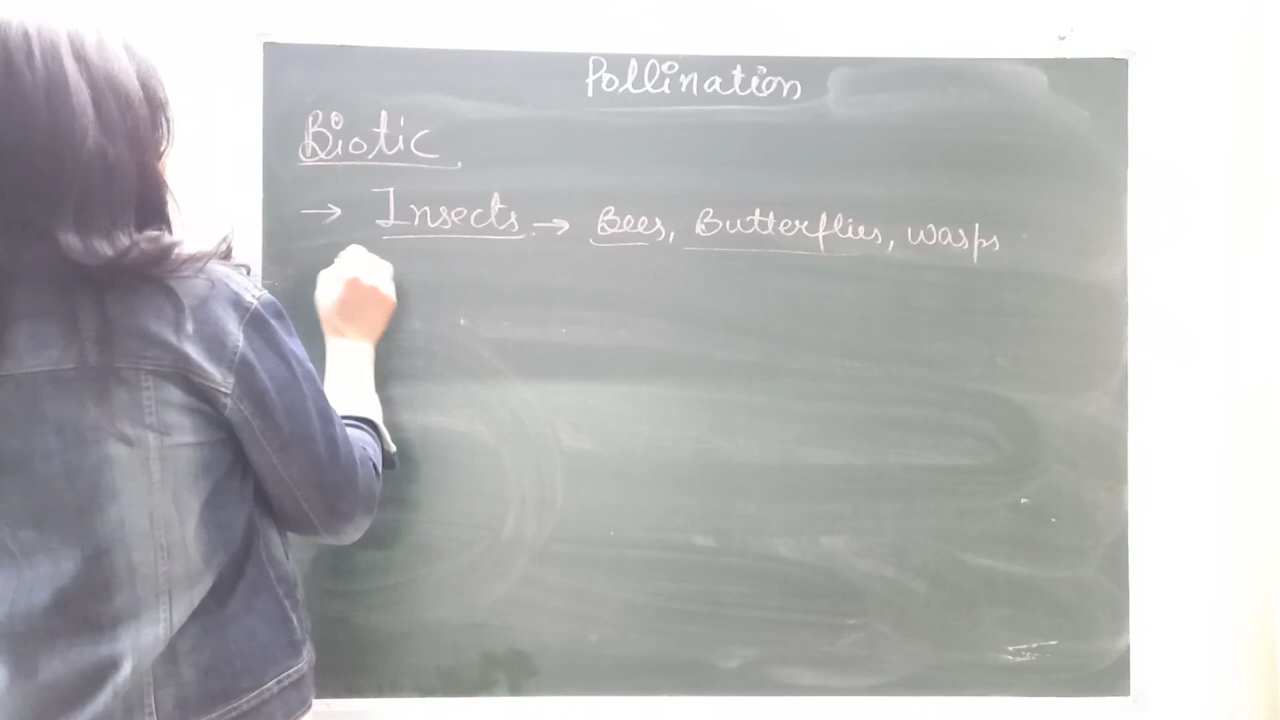 Pollination
Biotic
→ Insects → Bees, Butterflies, wasps